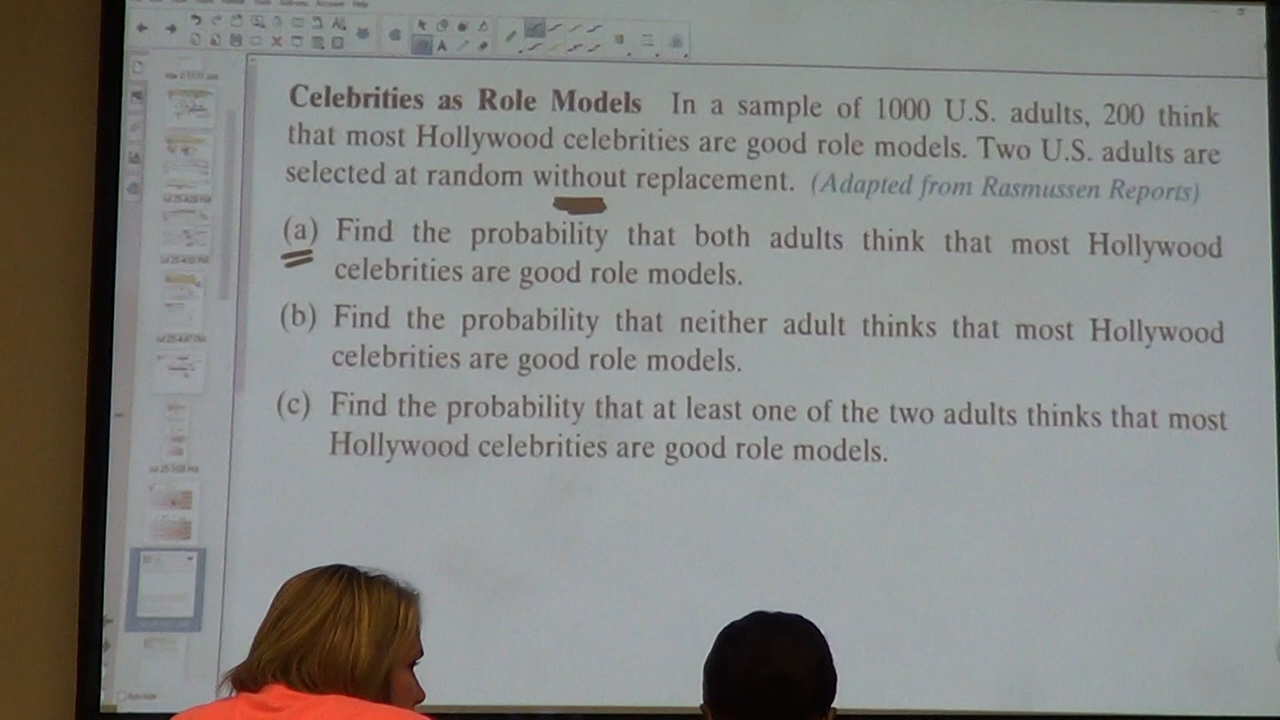 Celebrities as Role Models In a sample of 1000 U.S. adults, 200 think
that most Hollywood celebrities are good role models. Two U.S. adults are
selected at random without replacement. (Adapted from Rasmussen Reports)
(a) Find the probability that both adults think that most Hollywood
celebrities are good role models.
(b) Find the probability that neither adult thinks that most Hollywood
celebrities are good role models.
(c) Find the probability that at least one of the two adults thinks that most
Hollywood celebrities are good role models.